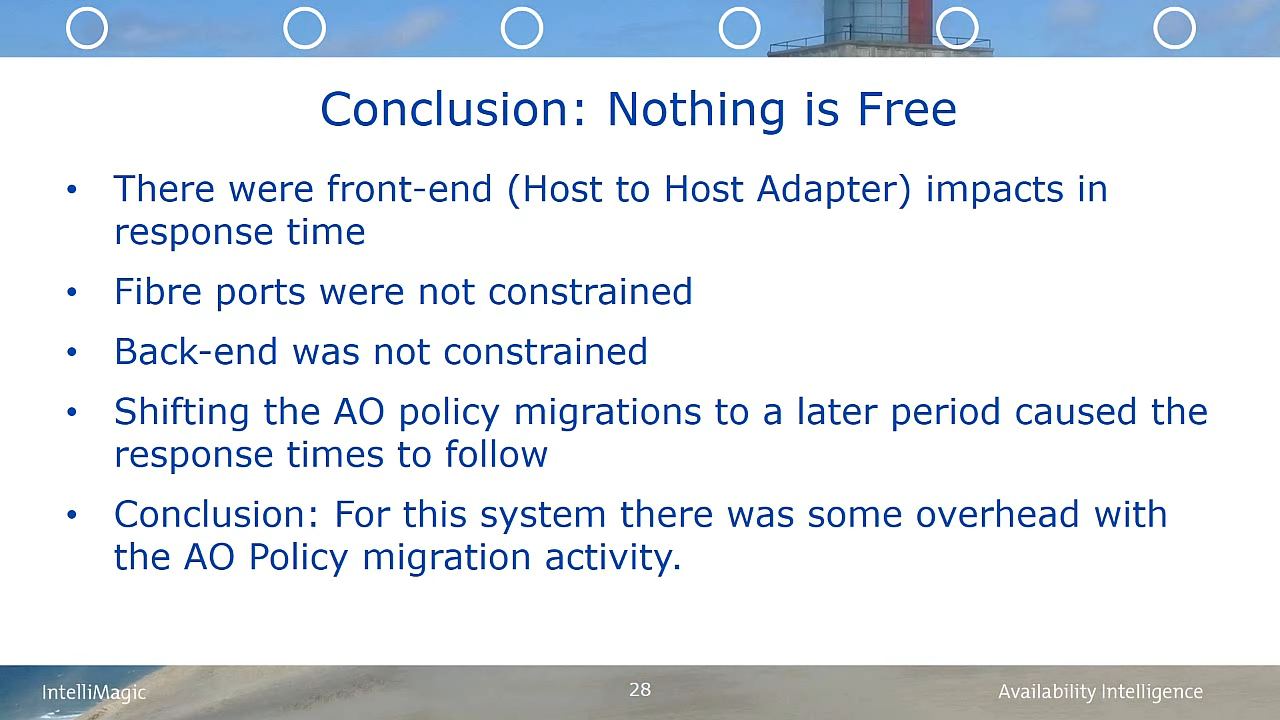 Conclusion: Nothing is Free
• There were front-end (Host to Host Adapter) impacts in
response time
• Fibre ports were not constrained
• Back-end was not constrained
• Shifting the AO policy migrations to a later period caused the
response times to follow
• Conclusion: For this system there was some overhead with
the AO Policy migration activity.
IntelliMagic
28
Availability Intelligence